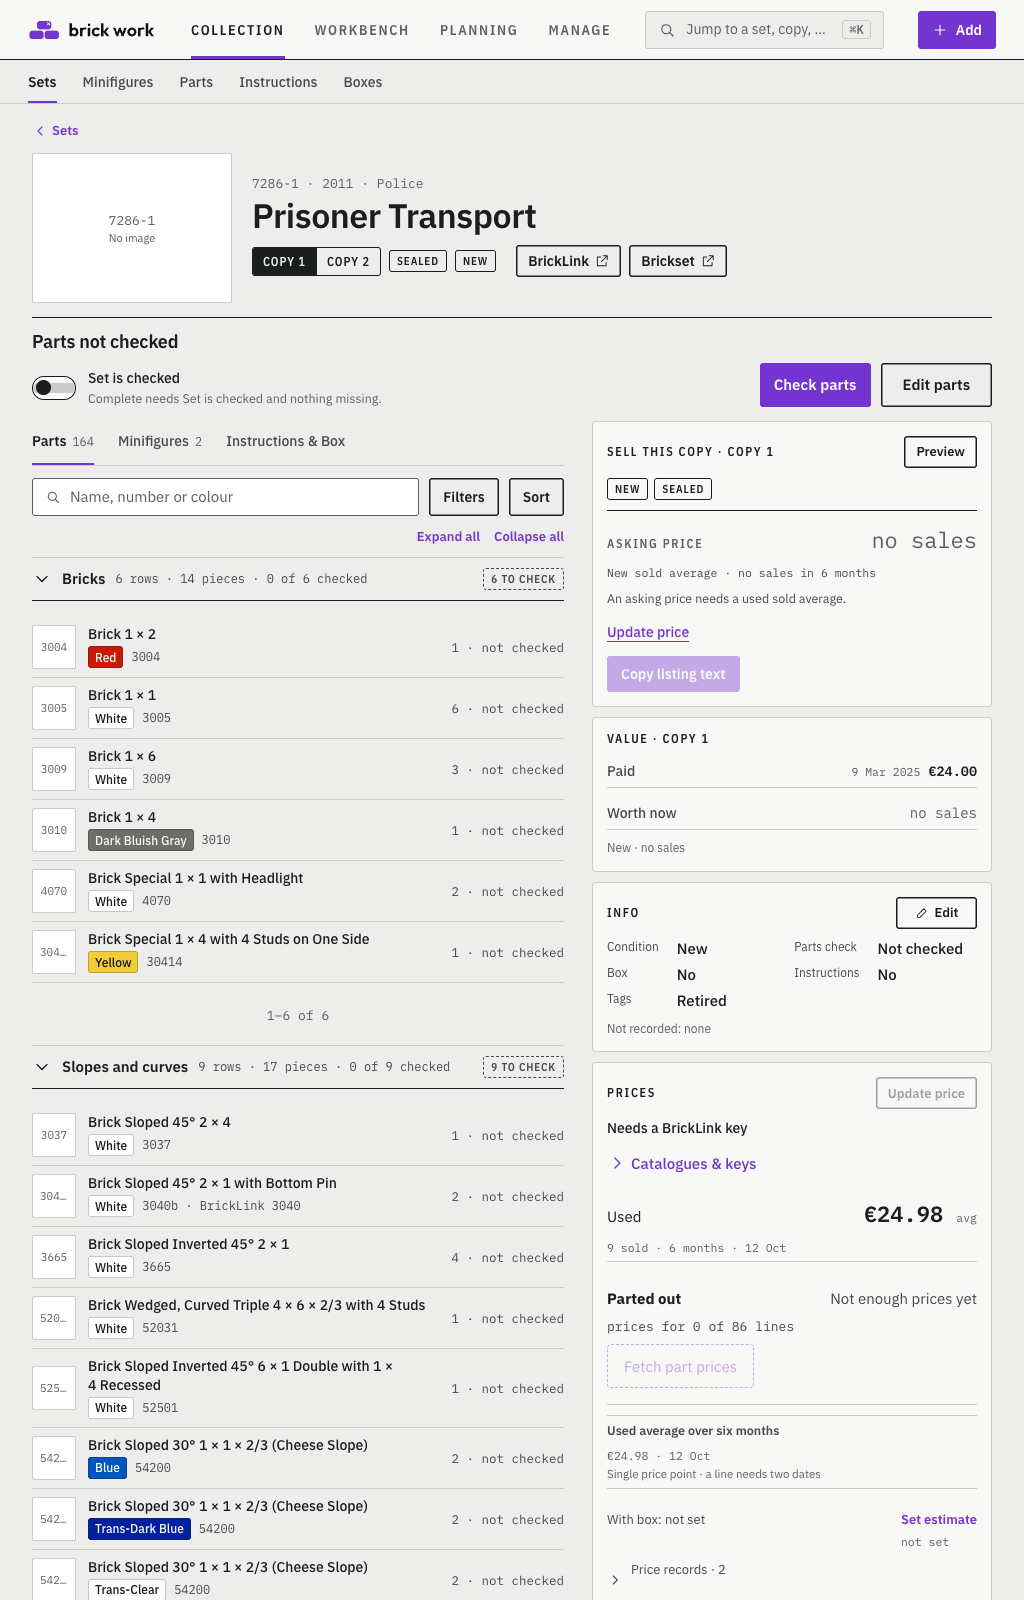 brick work
COLLECTION
WORKBENCH
PLANNING
MANAGE
Jump to a set, copy, ...
⌘K
+ Add
Sets
Minifigures
Parts
Instructions
Boxes
Sets
7286-1
No image
7286-1 · 2011 · Police
Prisoner Transport
COPY 1
COPY 2
SEALED
NEW
BrickLink
Brickset
Parts not checked
Set is checked
Complete needs Set is checked and nothing missing.
Check parts
Edit parts
Parts 164
Minifigures 2
Instructions & Box
Name, number or colour
Filters
Sort
Expand all
Collapse all
Bricks 6 rows · 14 pieces · 0 of 6 checked
6 TO CHECK
3004
Brick 1 × 2
Red 3004
1 · not checked
3005
Brick 1 × 1
White 3005
6 · not checked
3009
Brick 1 × 6
White 3009
3 · not checked
3010
Brick 1 × 4
Dark Bluish Gray 3010
1 · not checked
4070
Brick Special 1 × 1 with Headlight
White 4070
2 · not checked
304…
Brick Special 1 × 4 with 4 Studs on One Side
Yellow 30414
1 · not checked
1–6 of 6
Slopes and curves 9 rows · 17 pieces · 0 of 9 checked
9 TO CHECK
3037
Brick Sloped 45° 2 × 4
White 3037
1 · not checked
304…
Brick Sloped 45° 2 × 1 with Bottom Pin
White 3040b · BrickLink 3040
2 · not checked
3665
Brick Sloped Inverted 45° 2 × 1
White 3665
4 · not checked
520…
Brick Wedged, Curved Triple 4 × 6 × 2/3 with 4 Studs
White 52031
1 · not checked
525…
Brick Sloped Inverted 45° 6 × 1 Double with 1 ×
4 Recessed
White 52501
1 · not checked
542…
Brick Sloped 30° 1 × 1 × 2/3 (Cheese Slope)
Blue 54200
2 · not checked
542…
Brick Sloped 30° 1 × 1 × 2/3 (Cheese Slope)
Trans-Dark Blue 54200
2 · not checked
542…
Brick Sloped 30° 1 × 1 × 2/3 (Cheese Slope)
Trans-Clear 54200
2 · not checked
SELL THIS COPY · COPY 1
Preview
NEW
SEALED
ASKING PRICE
no sales
New sold average · no sales in 6 months
An asking price needs a used sold average.
Update price
Copy listing text
VALUE · COPY 1
Paid
9 Mar 2025 €24.00
Worth now
no sales
New · no sales
INFO
Edit
Condition New
Parts check Not checked
Box No
Instructions No
Tags Retired
Not recorded: none
PRICES
Update price
Needs a BrickLink key
Catalogues & keys
Used
€24.98 avg
9 sold · 6 months · 12 Oct
Parted out
Not enough prices yet
prices for 0 of 86 lines
Fetch part prices
Used average over six months
€24.98 · 12 Oct
Single price point · a line needs two dates
With box: not set
Set estimate
not set
Price records · 2